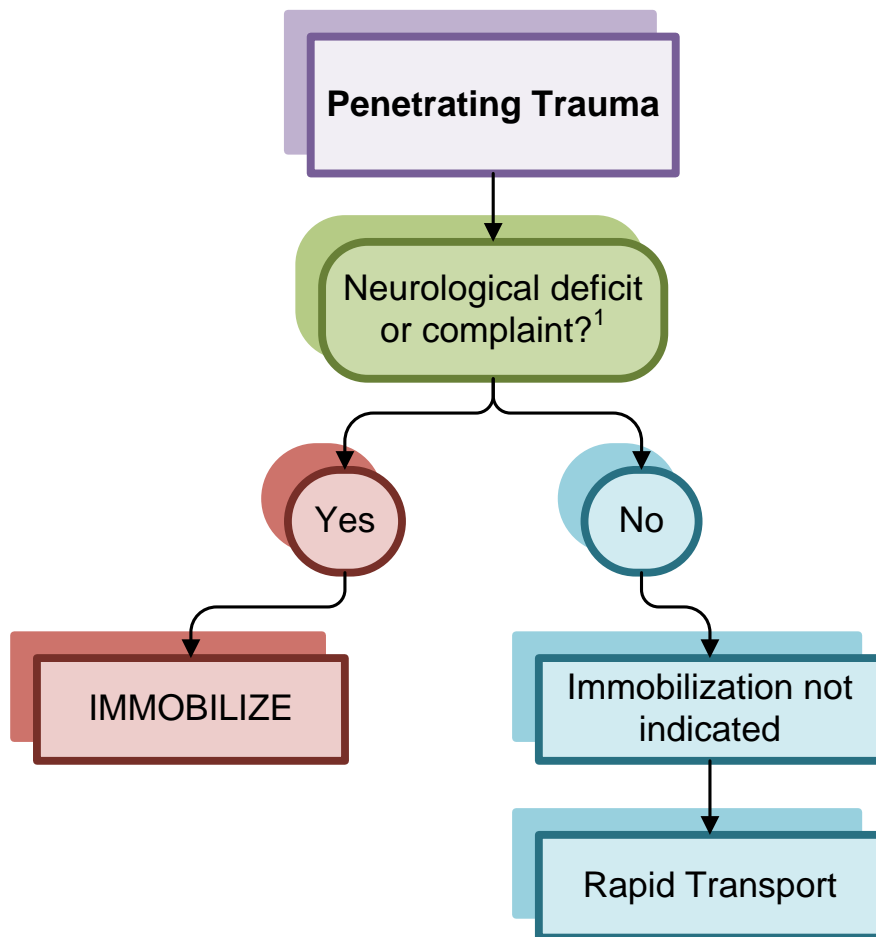 Penetrating Trauma
Neurological deficit
or complaint?¹
Yes
No
IMMOBILIZE
Immobilization not
indicated
Rapid Transport